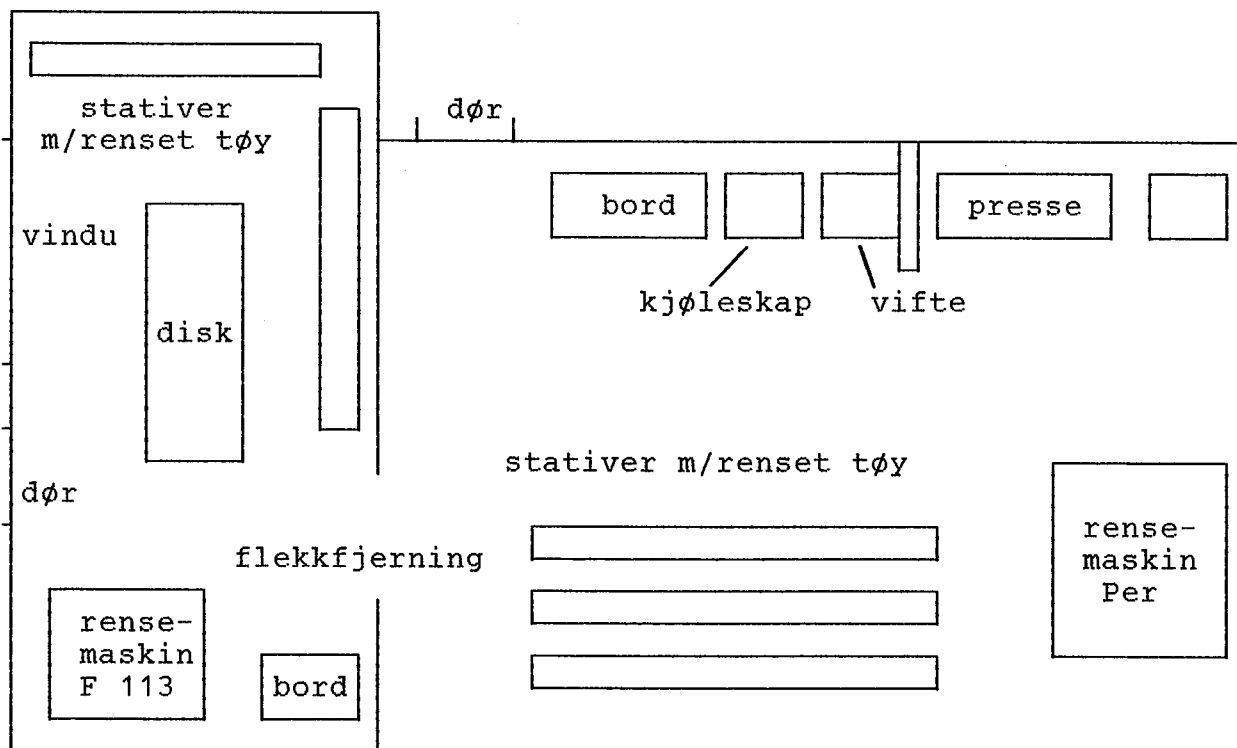 stativer
m/renset tøy
dør
vindu
bord
presse
kjøleskap
vifte
disk
stativer m/renset tøy
dør
flekkfjerning
rense-
maskin
Per
rense-
maskin
F 113
bord